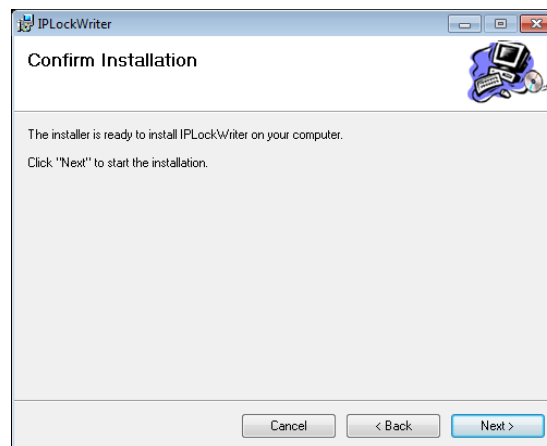 IPLockWriter
Confirm Installation
The installer is ready to install IPLockWriter on your computer.
Click "Next" to start the installation.
Cancel
< Back
Next >